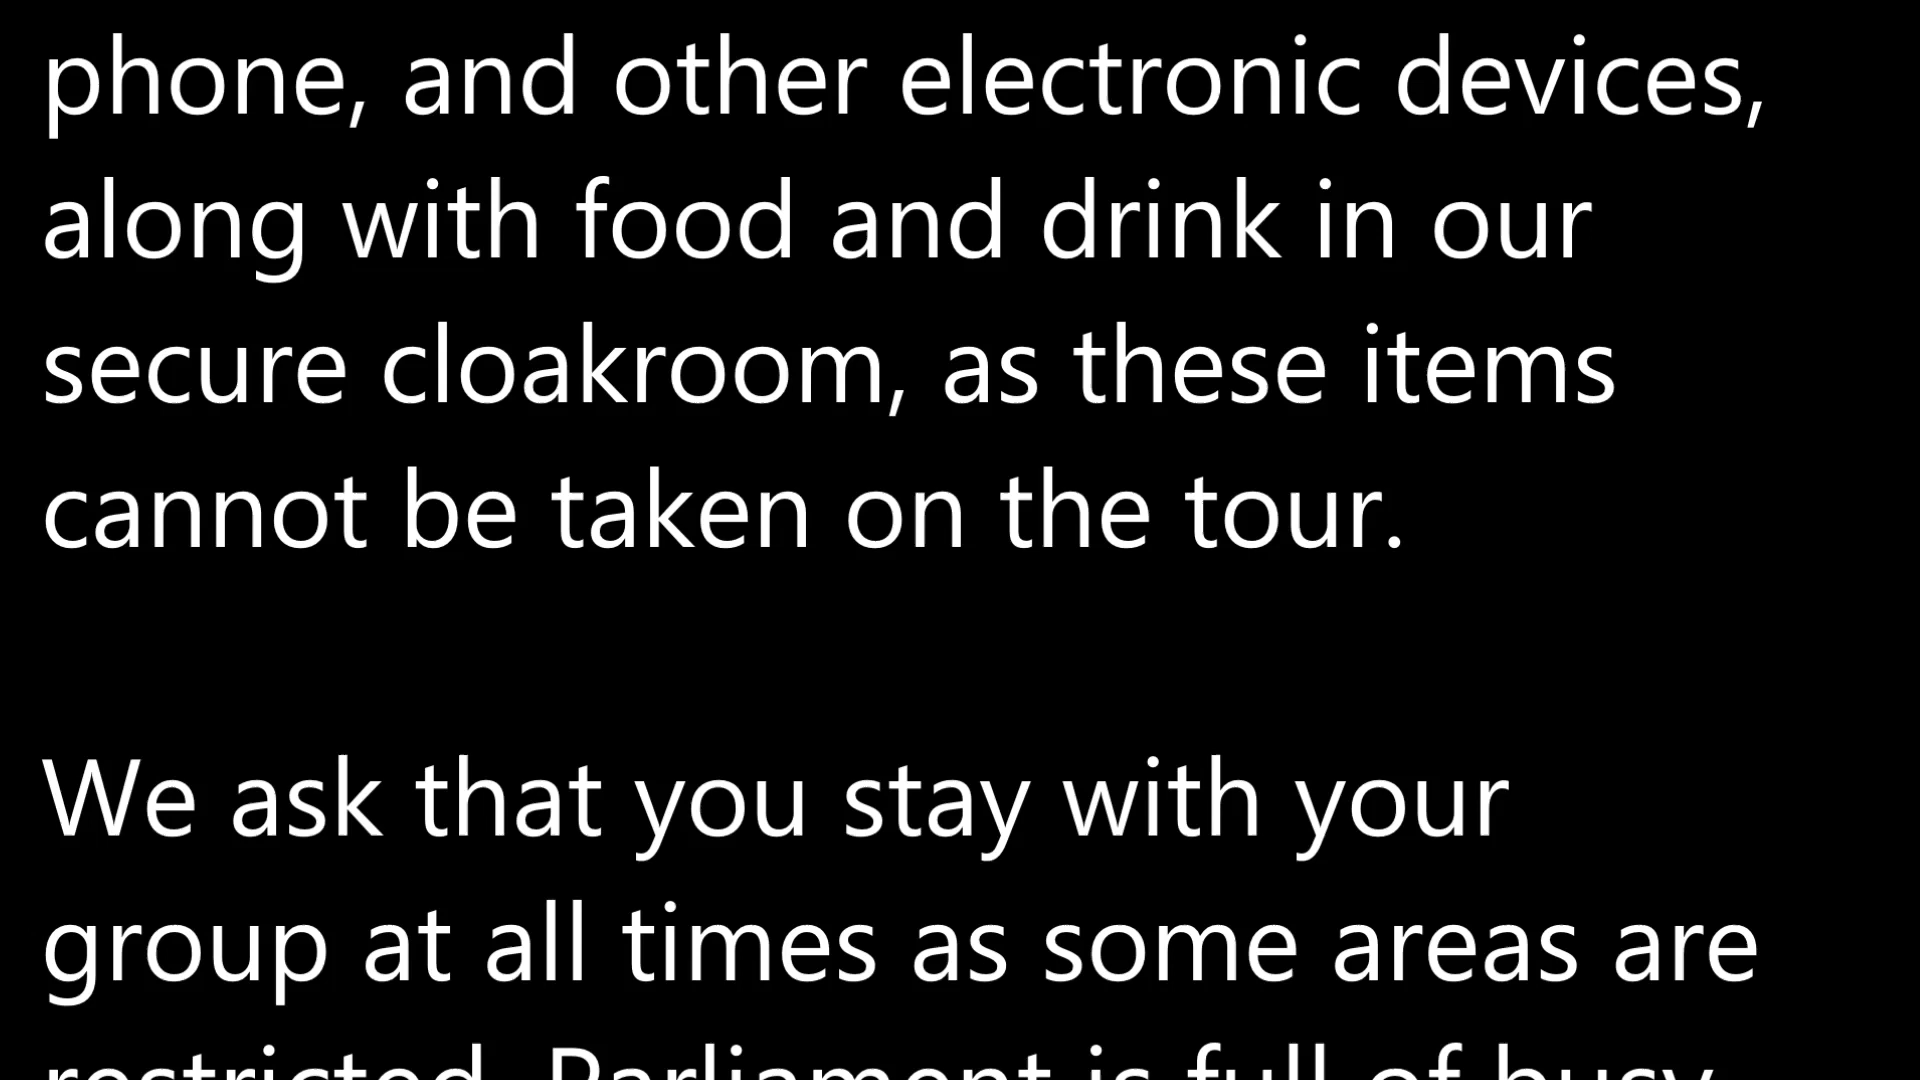 phone, and other electronic devices,
along with food and drink in our
secure cloakroom, as these items
cannot be taken on the tour.
We ask that you stay with your
group at all times as some areas are
restricted. Parliament is full of busy